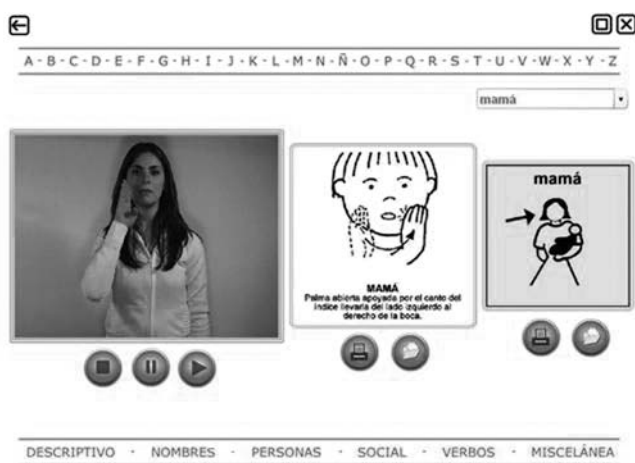 A - B - C - D - E - F - G - H - I - J - K - L - M - N - Ñ - O - P - Q - R - S - T - U - V - W - X - Y - Z
mamá
mamá
MAMÁ
Palma abierta apoyada por el canto del
índice llevarla del lado izquierdo al
derecho de la boca.
DESCRIPTIVO - NOMBRES - PERSONAS - SOCIAL - VERBOS - MISCELÁNEA